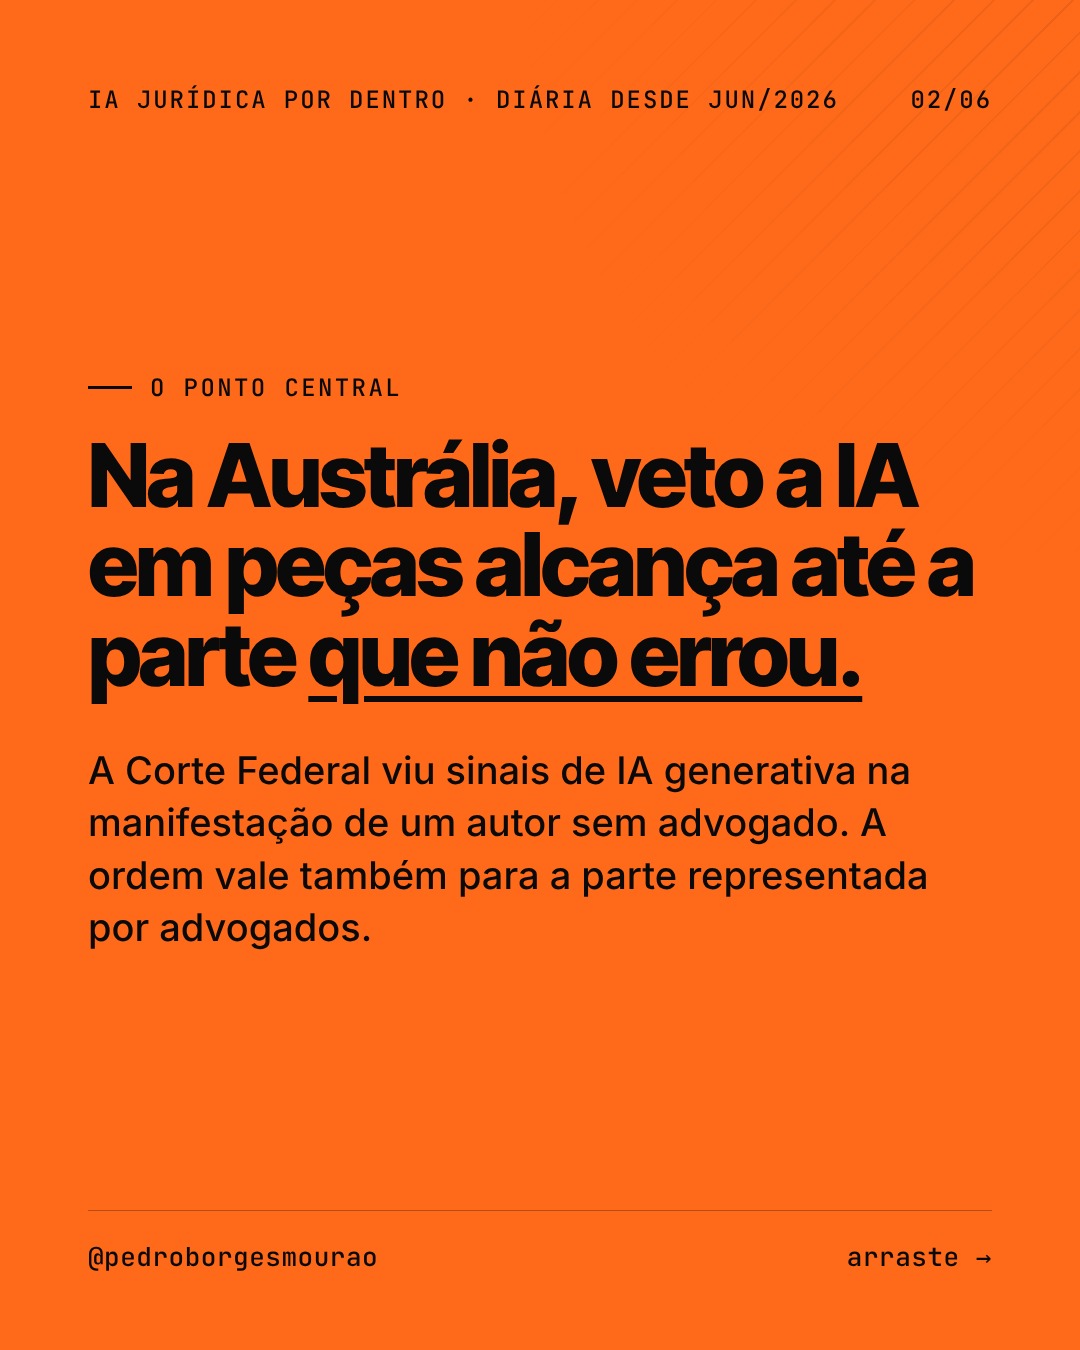 IA JURÍDICA POR DENTRO · DIÁRIA DESDE JUN/2026 02/06
O PONTO CENTRAL
Na Austrália, veto a IA
em peças alcança até a
parte que não errou.
A Corte Federal viu sinais de IA generativa na
manifestação de um autor sem advogado. A
ordem vale também para a parte representada
por advogados.
@pedroborgesmourao arraste →